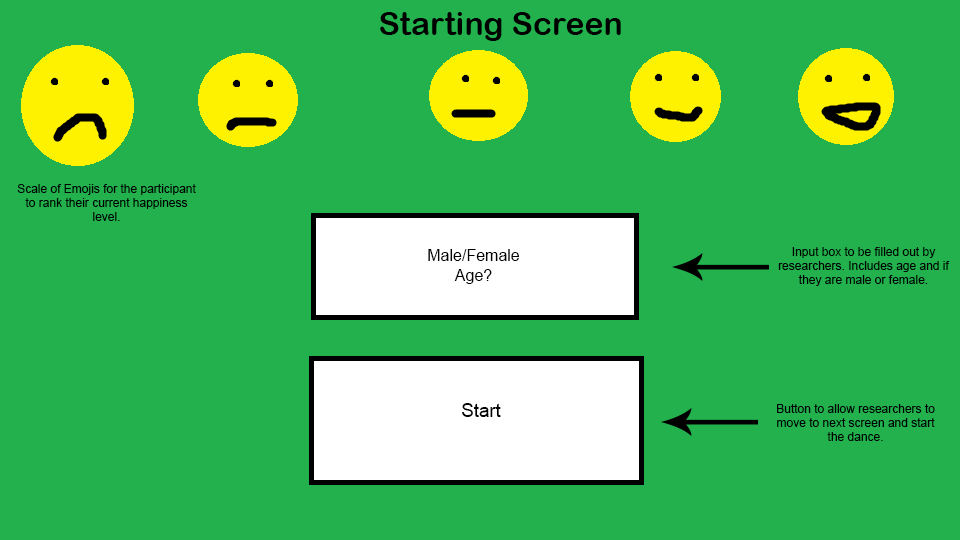 Starting Screen
Scale of Emojis for the participant
to rank their current happiness
level.
Male/Female
Age?
Input box to be filled out by
researchers. Includes age and if
they are male or female.
Start
Button to allow researchers to
move to next screen and start
the dance.